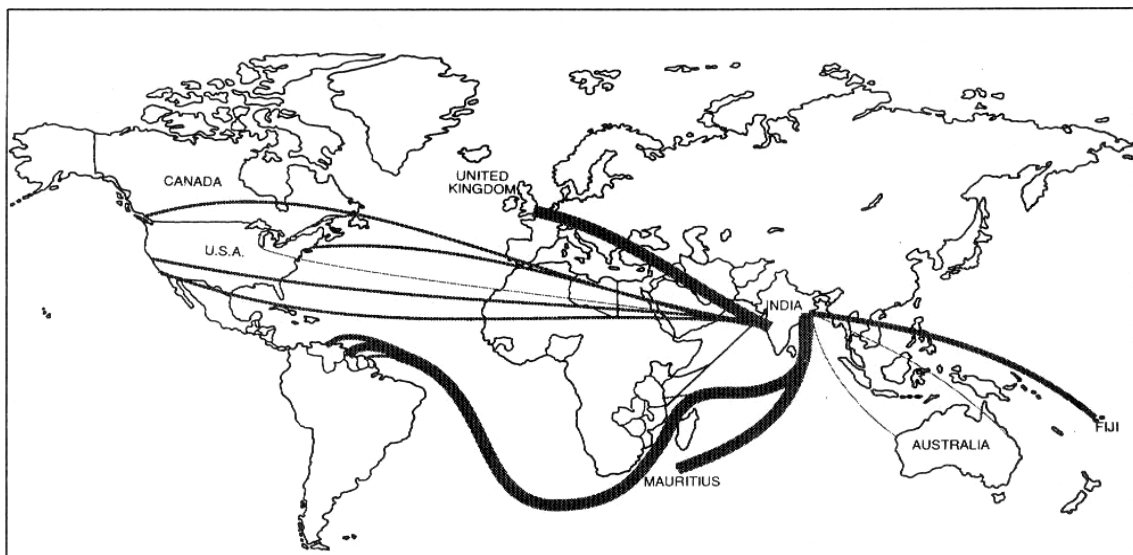 CANADA
UNITED
KINGDOM
U.S.A.
INDIA
FIJI
AUSTRALIA
MAURITIUS